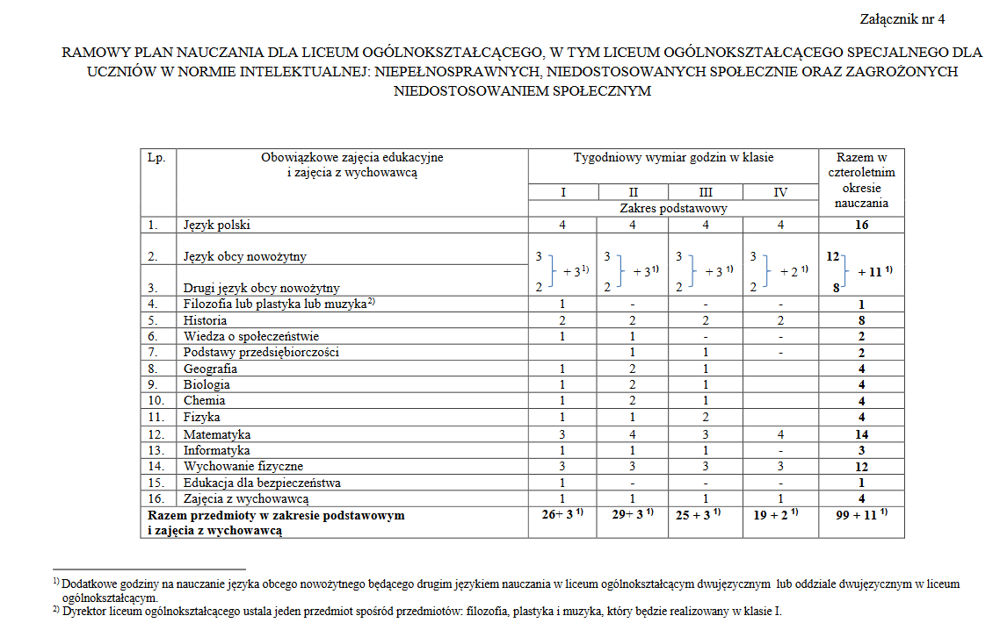 Załącznik nr 4
RAMOWY PLAN NAUCZANIA DLA LICEUM OGÓLNOKSZTAŁCĄCEGO, W TYM LICEUM OGÓLNOKSZTAŁCĄCEGO SPECJALNEGO DLA
UCZNIÓW W NORMIE INTELEKTUALNEJ: NIEPEŁNOSPRAWNYCH, NIEDOSTOSOWANYCH SPOŁECZNIE ORAZ ZAGROŻONYCH
NIEDOSTOSOWANIEM SPOŁECZNYM
Lp. Obowiązkowe zajęcia edukacyjne i zajęcia z wychowawcą Tygodniowy wymiar godzin w klasie Razem w czteroletnim okresie nauczania
I II III IV
Zakres podstawowy
1. Język polski 4 4 4 4 16
2. Język obcy nowożytny 3 3 3 3 12
+ 3 1) + 3 1) + 3 1) + 2 1) + 11 1)
3. Drugi język obcy nowożytny 2 2 2 2 8
4. Filozofia lub plastyka lub muzyka2) 1 - - - 1
5. Historia 2 2 2 2 8
6. Wiedza o społeczeństwie 1 1 - - 2
7. Podstawy przedsiębiorczości 1 1 - 2
8. Geografia 1 2 1 4
9. Biologia 1 2 1 4
10. Chemia 1 2 1 4
11. Fizyka 1 1 2 4
12. Matematyka 3 4 3 4 14
13. Informatyka 1 1 1 - 3
14. Wychowanie fizyczne 3 3 3 3 12
15. Edukacja dla bezpieczeństwa 1 - - - 1
16. Zajęcia z wychowawcą 1 1 1 1 4
Razem przedmioty w zakresie podstawowym 26+ 3 1) 29+ 3 1) 25 + 3 1) 19 + 2 1) 99 + 11 1)
i zajęcia z wychowawcą
1) Dodatkowe godziny na nauczanie języka obcego nowożytnego będącego drugim językiem nauczania w liceum ogólnokształcącym dwujęzycznym lub oddziale dwujęzycznym w liceum
ogólnokształcącym.
2) Dyrektor liceum ogólnokształcącego ustala jeden przedmiot spośród przedmiotów: filozofia, plastyka i muzyka, który będzie realizowany w klasie I.